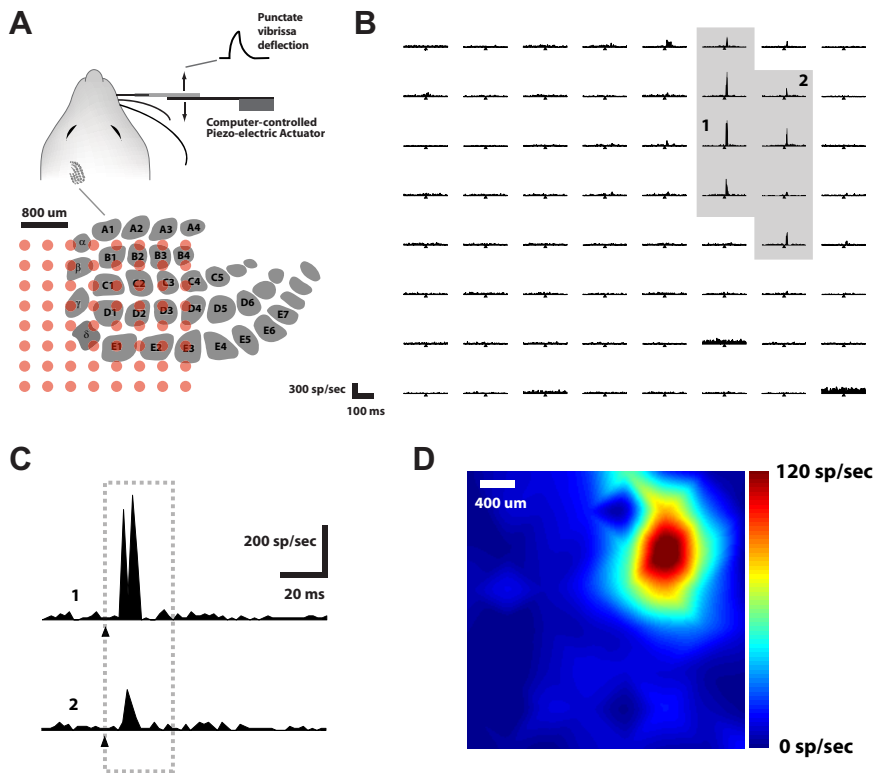 A
Punctate
vibrissa
deflection
Computer-controlled
Piezo-electric Actuator
800 um
A1 A2 A3 A4
α
B1 B2 B3 B4
β
C1 C2 C3 C4 C5
γ
D1 D2 D3 D4 D5 D6
E7
δ
E1 E2 E3 E4 E5 E6
300 sp/sec
100 ms
B
2
1
C
200 sp/sec
20 ms
1
2
D
400 um
120 sp/sec
0 sp/sec